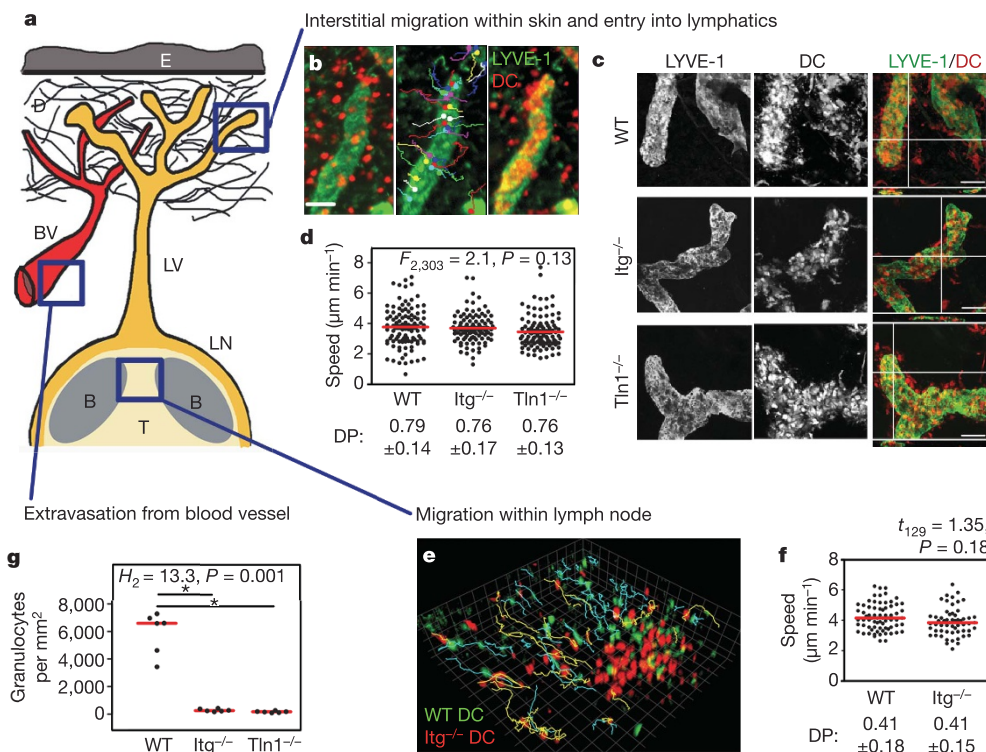 Interstitial migration within skin and entry into lymphatics
a
E
D
BV
LV
LN
B
B
T
b
LYVE-1
DC
c
LYVE-1 DC LYVE-1/DC
WT
Itg–/–
Tln1–/–
d
F2,303 = 2.1, P = 0.13
Speed (µm min–1)
8
6
4
2
0
WT Itg–/– Tln1–/–
DP: 0.79 0.76 0.76
±0.14 ±0.17 ±0.13
Extravasation from blood vessel
Migration within lymph node
g
H2 = 13.3, P = 0.001
*
*
Granulocytes
per mm2
8,000
6,000
4,000
2,000
0
WT Itg–/– Tln1–/–
e
WT DC
Itg–/– DC
f
t129 = 1.35,
P = 0.18
Speed
(µm min–1)
8
6
4
2
0
WT Itg–/–
DP: 0.41 0.41
±0.18 ±0.15